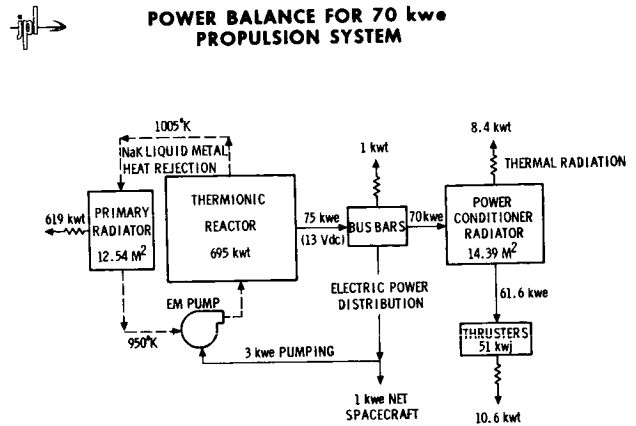 jpl
POWER BALANCE FOR 70 kwe
PROPULSION SYSTEM
1005°K
NaK LIQUID METAL
HEAT REJECTION
619 kwt
PRIMARY
RADIATOR
12.54 M²
THERMIONIC
REACTOR
695 kwt
75 kwe
(13 Vdc)
1 kwt
BUS BARS
70kwe
8.4 kwt
THERMAL RADIATION
POWER
CONDITIONER
RADIATOR
14.39 M²
ELECTRIC POWER
DISTRIBUTION
61.6 kwe
EM PUMP
950°K
3 kwe PUMPING
THRUSTERS
51 kwj
1 kwe NET
SPACECRAFT
10.6 kwt